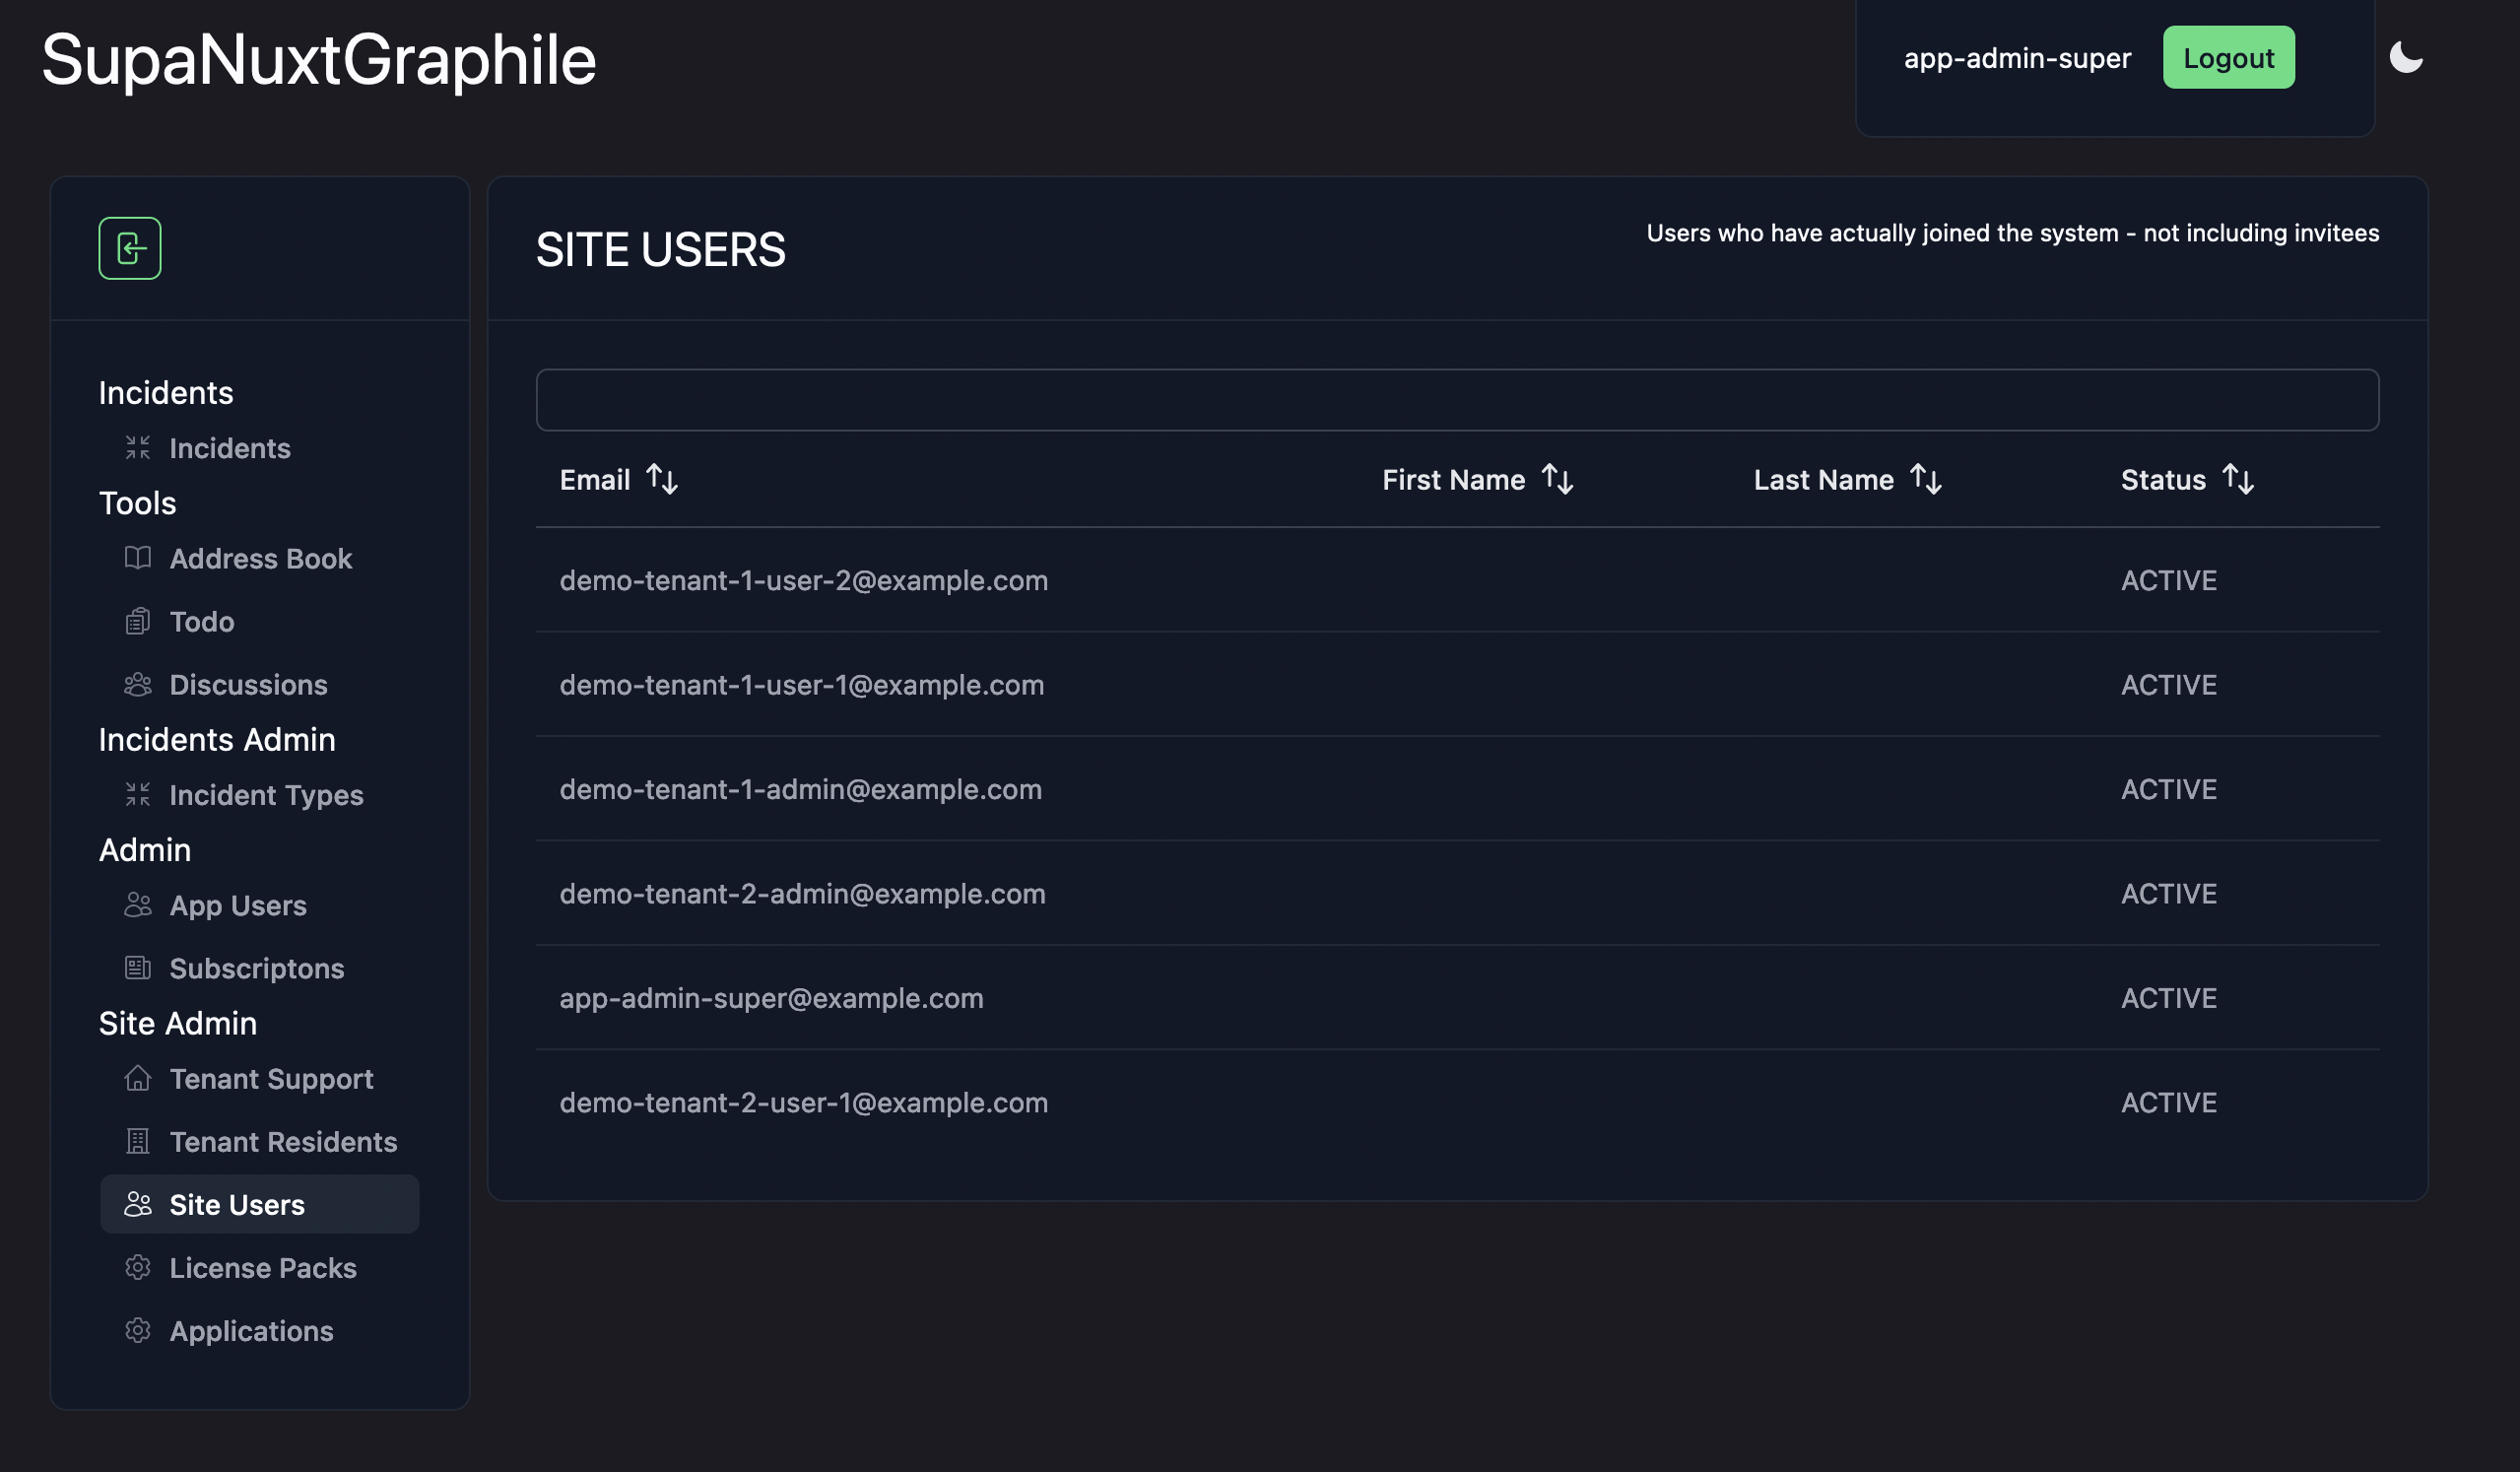 SupaNuxtGraphile
app-admin-super
Logout
Incidents
Incidents
Tools
Address Book
Todo
Discussions
Incidents Admin
Incident Types
Admin
App Users
Subscriptons
Site Admin
Tenant Support
Tenant Residents
Site Users
License Packs
Applications
SITE USERS
Users who have actually joined the system - not including invitees
Email First Name Last Name Status
demo-tenant-1-user-2@example.com ACTIVE
demo-tenant-1-user-1@example.com ACTIVE
demo-tenant-1-admin@example.com ACTIVE
demo-tenant-2-admin@example.com ACTIVE
app-admin-super@example.com ACTIVE
demo-tenant-2-user-1@example.com ACTIVE